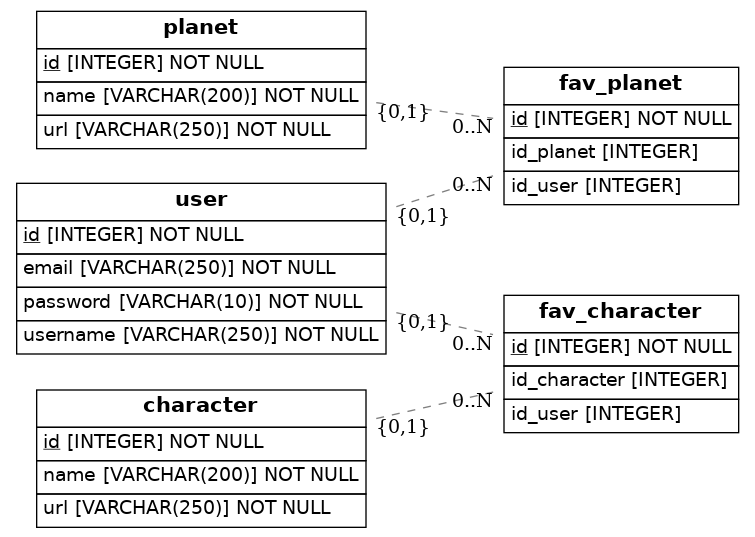 planet
id [INTEGER] NOT NULL
name [VARCHAR(200)] NOT NULL
url [VARCHAR(250)] NOT NULL
{0,1}
0..N
fav_planet
id [INTEGER] NOT NULL
id_planet [INTEGER]
id_user [INTEGER]
0..N
{0,1}
user
id [INTEGER] NOT NULL
email [VARCHAR(250)] NOT NULL
password [VARCHAR(10)] NOT NULL
username [VARCHAR(250)] NOT NULL
{0,1}
0..N
fav_character
id [INTEGER] NOT NULL
id_character [INTEGER]
id_user [INTEGER]
0..N
{0,1}
character
id [INTEGER] NOT NULL
name [VARCHAR(200)] NOT NULL
url [VARCHAR(250)] NOT NULL